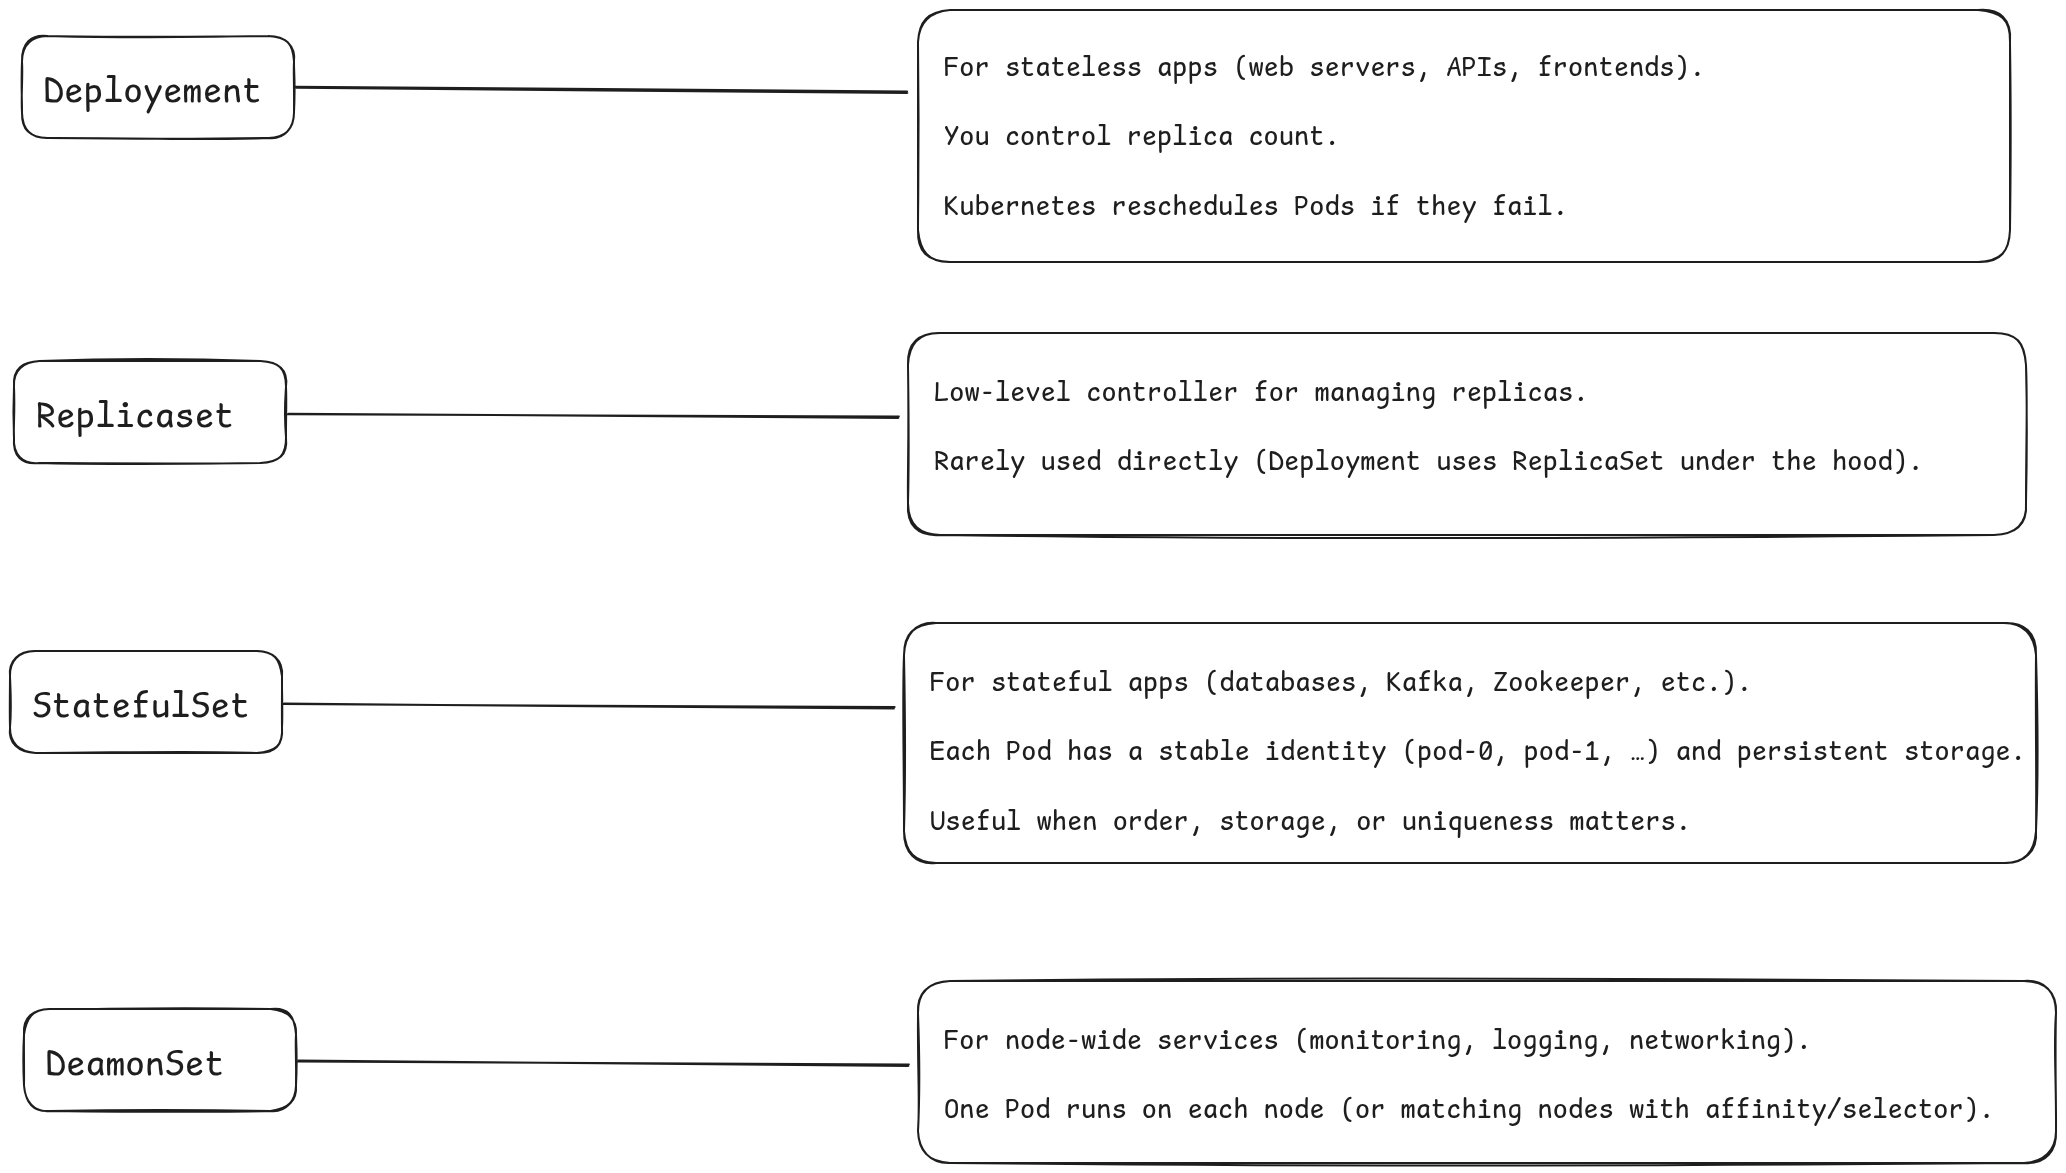 Deployement
For stateless apps (web servers, APIs, frontends).
You control replica count.
Kubernetes reschedules Pods if they fail.
Replicaset
Low-level controller for managing replicas.
Rarely used directly (Deployment uses ReplicaSet under the hood).
StatefulSet
For stateful apps (databases, Kafka, Zookeeper, etc.).
Each Pod has a stable identity (pod-0, pod-1, …) and persistent storage.
Useful when order, storage, or uniqueness matters.
DeamonSet
For node-wide services (monitoring, logging, networking).
One Pod runs on each node (or matching nodes with affinity/selector).